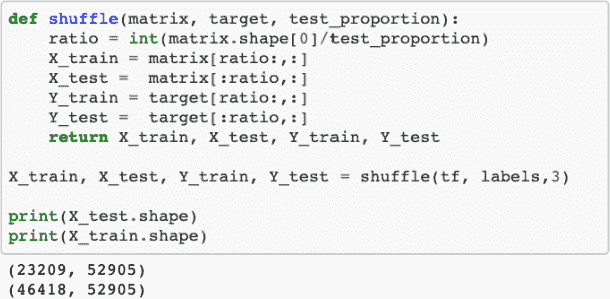 def shuffle(matrix, target, test_proportion):
    ratio = int(matrix.shape[0]/test_proportion)
    X_train = matrix[ratio:,:]
    X_test =  matrix[:ratio,:]
    Y_train = target[ratio:,:]
    Y_test =  target[:ratio,:]
    return X_train, X_test, Y_train, Y_test

X_train, X_test, Y_train, Y_test = shuffle(tf, labels,3)

print(X_test.shape)
print(X_train.shape)
(23209, 52905)
(46418, 52905)